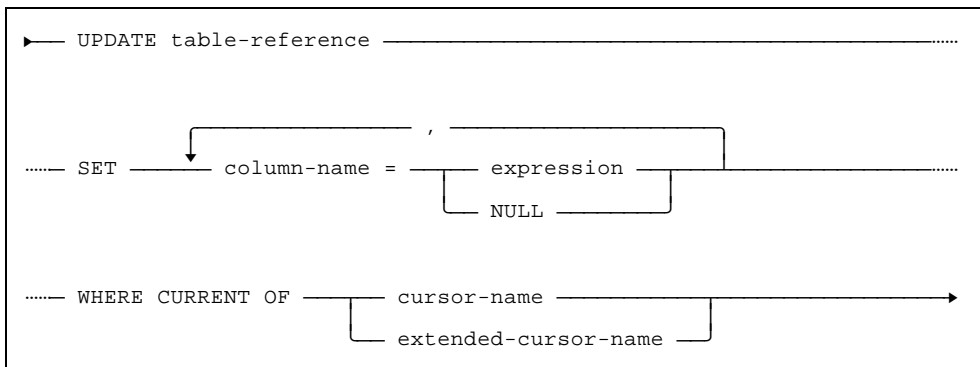 UPDATE table-reference
,
SET column-name = expression
NULL
WHERE CURRENT OF cursor-name
extended-cursor-name